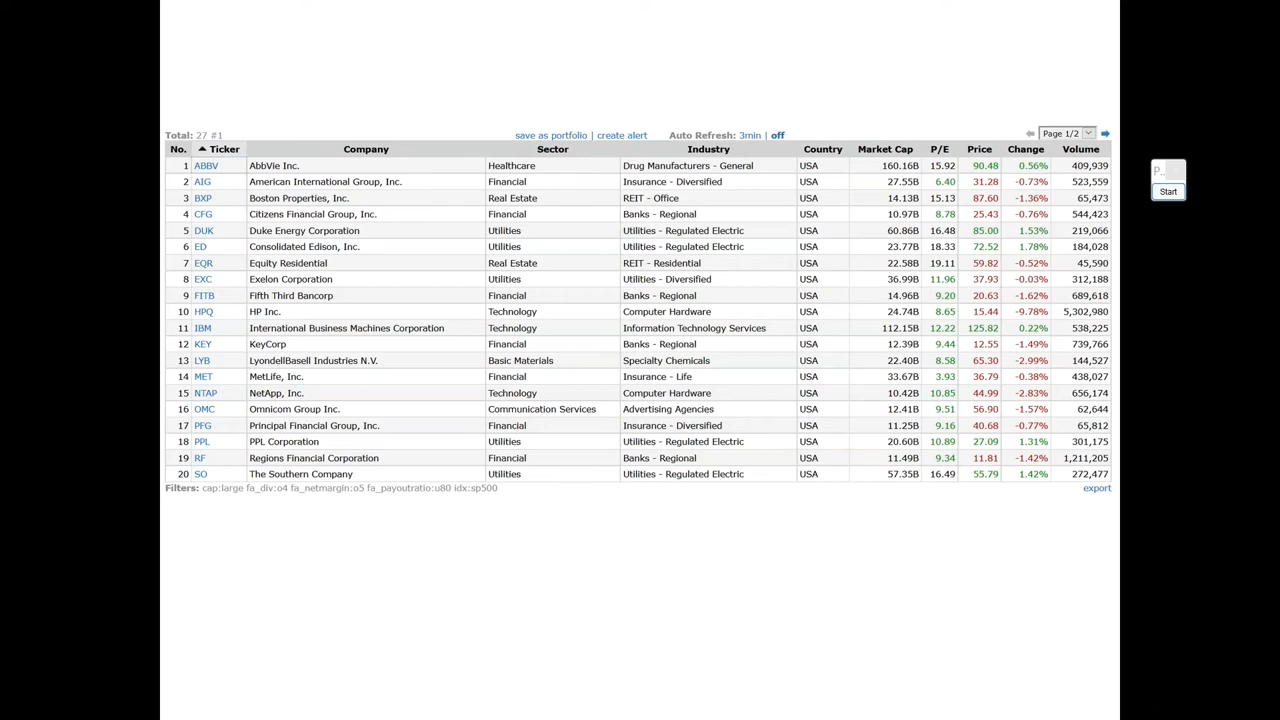 Total: 27 #1 save as portfolio | create alert Auto Refresh: 3min | off Page 1/2
No. Ticker Company Sector Industry Country Market Cap P/E Price Change Volume
1 ABBV AbbVie Inc. Healthcare Drug Manufacturers - General USA 160.16B 15.92 90.48 0.56% 409,939
2 AIG American International Group, Inc. Financial Insurance - Diversified USA 27.55B 6.40 31.28 -0.73% 523,559
3 BXP Boston Properties, Inc. Real Estate REIT - Office USA 14.13B 15.13 87.60 -1.36% 65,473
4 CFG Citizens Financial Group, Inc. Financial Banks - Regional USA 10.97B 8.78 25.43 -0.76% 544,423
5 DUK Duke Energy Corporation Utilities Utilities - Regulated Electric USA 60.86B 16.48 85.00 1.53% 219,066
6 ED Consolidated Edison, Inc. Utilities Utilities - Regulated Electric USA 23.77B 18.33 72.52 1.78% 184,028
7 EQR Equity Residential Real Estate REIT - Residential USA 22.58B 19.11 59.82 -0.52% 45,590
8 EXC Exelon Corporation Utilities Utilities - Diversified USA 36.99B 11.96 37.93 -0.03% 312,188
9 FITB Fifth Third Bancorp Financial Banks - Regional USA 14.96B 9.20 20.63 -1.62% 689,618
10 HPQ HP Inc. Technology Computer Hardware USA 24.74B 8.65 15.44 -9.78% 5,302,980
11 IBM International Business Machines Corporation Technology Information Technology Services USA 112.15B 12.22 125.82 0.22% 538,225
12 KEY KeyCorp Financial Banks - Regional USA 12.39B 9.44 12.55 -1.49% 739,766
13 LYB LyondellBasell Industries N.V. Basic Materials Specialty Chemicals USA 22.40B 8.58 65.30 -2.99% 144,527
14 MET MetLife, Inc. Financial Insurance - Life USA 33.67B 3.93 36.79 -0.38% 438,027
15 NTAP NetApp, Inc. Technology Computer Hardware USA 10.42B 10.85 44.99 -2.83% 656,174
16 OMC Omnicom Group Inc. Communication Services Advertising Agencies USA 12.41B 9.51 56.90 -1.57% 62,644
17 PFG Principal Financial Group, Inc. Financial Insurance - Diversified USA 11.25B 9.16 40.68 -0.77% 65,812
18 PPL PPL Corporation Utilities Utilities - Regulated Electric USA 20.60B 10.89 27.09 1.31% 301,175
19 RF Regions Financial Corporation Financial Banks - Regional USA 11.49B 9.34 11.81 -1.42% 1,211,205
20 SO The Southern Company Utilities Utilities - Regulated Electric USA 57.35B 16.49 55.79 1.42% 272,477
Filters: cap:large fa_div:o4 fa_netmargin:o5 fa_payoutratio:u80 idx:sp500 export
P..
Start